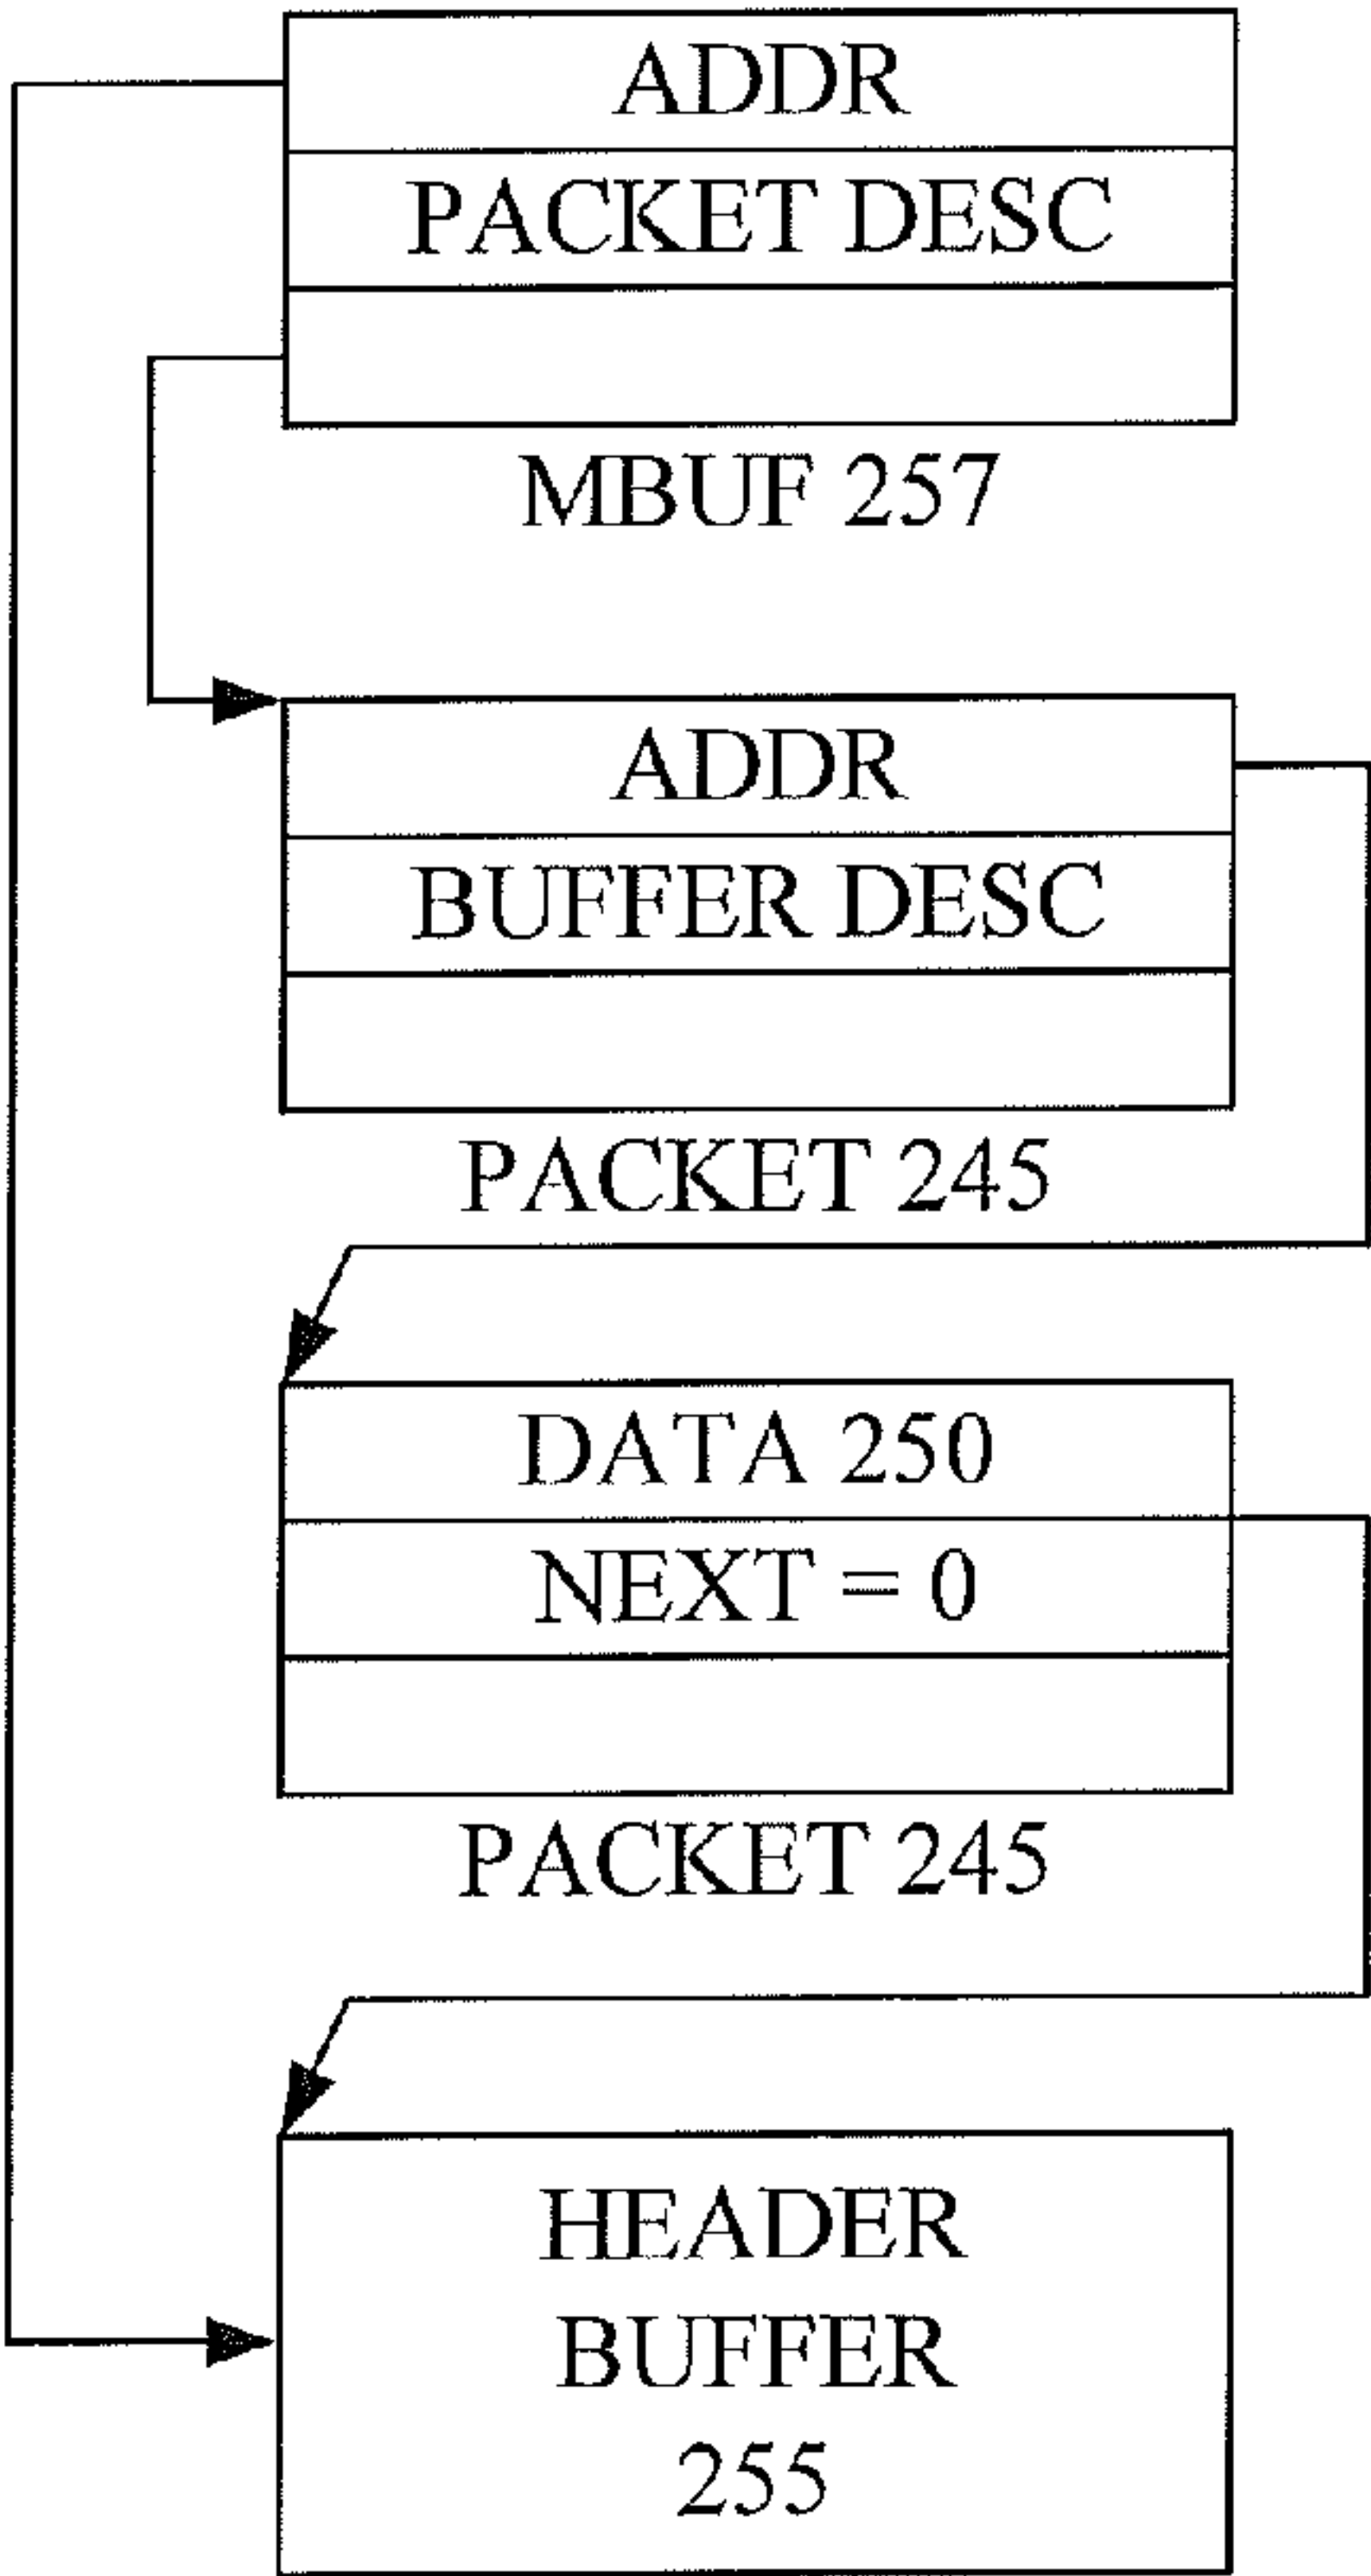 ADDR
PACKET DESC
MBUF 257
ADDR
BUFFER DESC
PACKET 245
DATA 250
NEXT = 0
PACKET 245
HEADER
BUFFER
255